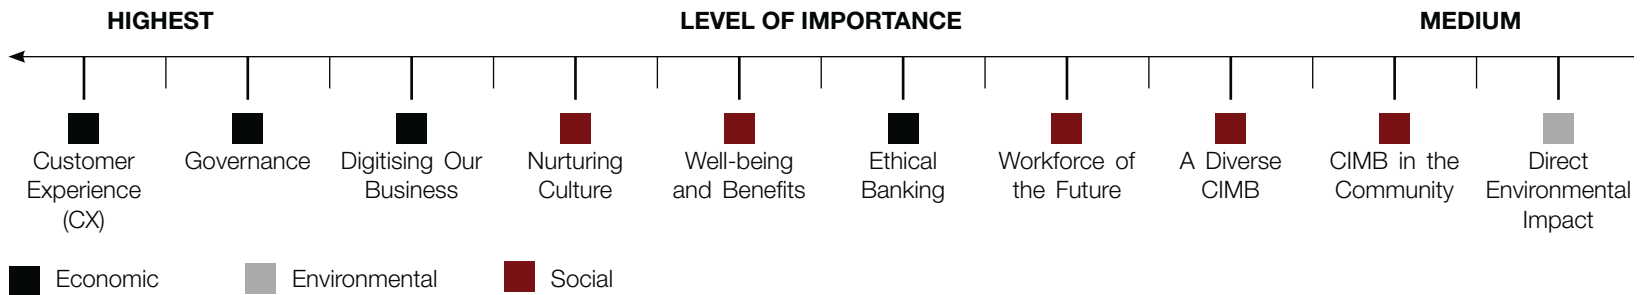 HIGHEST LEVEL OF IMPORTANCE MEDIUM
Customer
Experience
(CX)
Governance
Digitising Our
Business
Nurturing
Culture
Well-being
and Benefits
Ethical
Banking
Workforce of
the Future
A Diverse
CIMB
CIMB in the
Community
Direct
Environmental
Impact
Economic
Environmental
Social